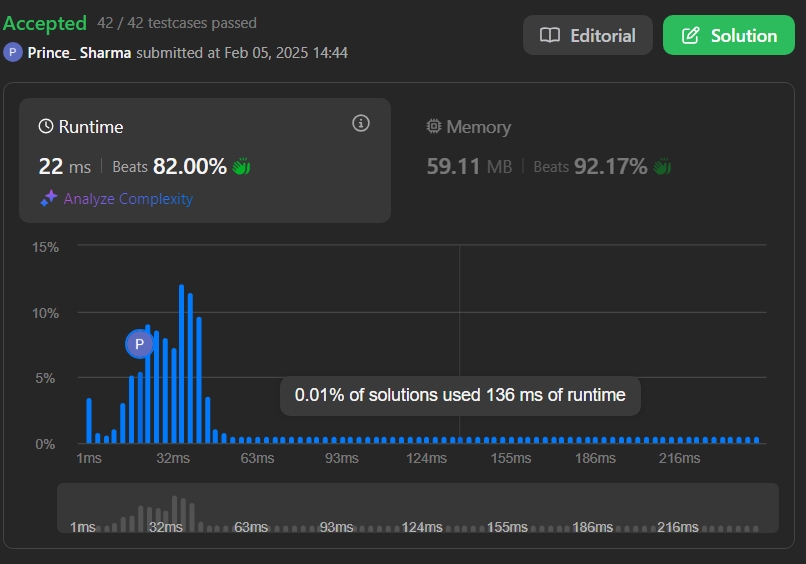 Accepted 42 / 42 testcases passed
Editorial
Solution
P Prince_ Sharma submitted at Feb 05, 2025 14:44
Runtime
Memory
22 ms | Beats 82.00%
59.11 MB | Beats 92.17%
Analyze Complexity
15%
10%
5%
0%
P
0.01% of solutions used 136 ms of runtime
1ms 32ms 63ms 93ms 124ms 155ms 186ms 216ms
1ms 32ms 63ms 93ms 124ms 155ms 186ms 216ms